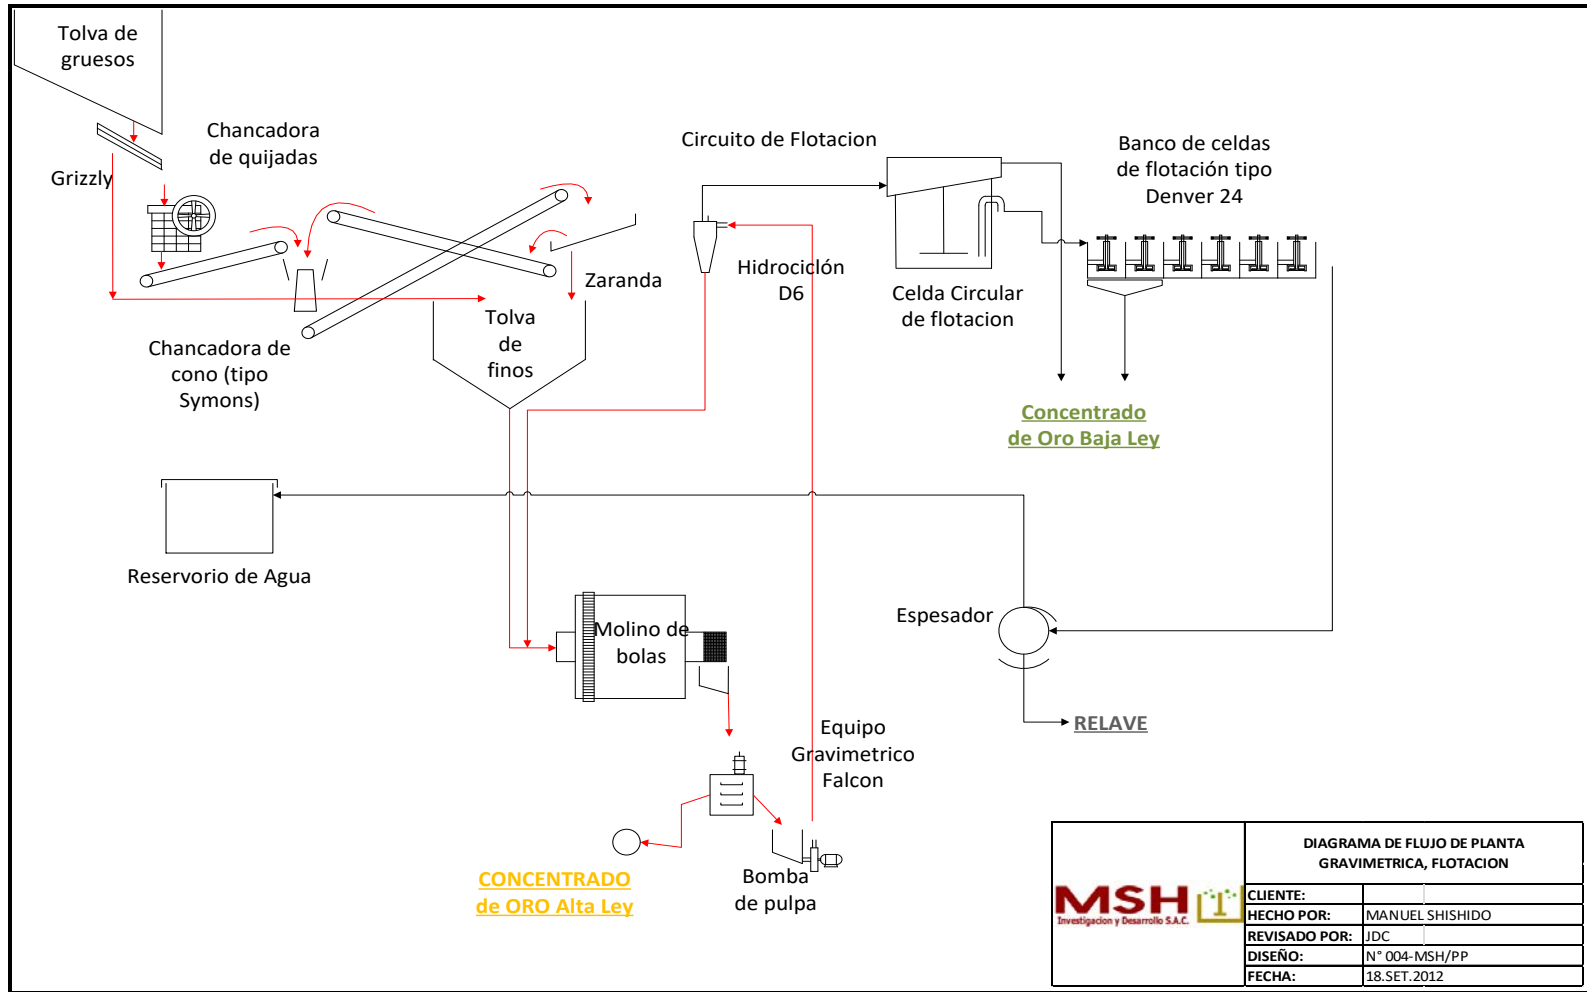 Tolva de
gruesos
Chancadora
de quijadas
Grizzly
Circuito de Flotacion
Banco de celdas
de flotación tipo
Denver 24
Zaranda
Hidrociclón
D6
Celda Circular
de flotacion
Tolva
de
finos
Chancadora de
cono (tipo
Symons)
Concentrado
de Oro Baja Ley
Reservorio de Agua
Molino de
bolas
Espesador
RELAVE
Equipo
Gravimetrico
Falcon
CONCENTRADO
de ORO Alta Ley
Bomba
de pulpa
MSH
Investigacion y Desarrollo S.A.C.
DIAGRAMA DE FLUJO DE PLANTA
GRAVIMETRICA, FLOTACION
CLIENTE:
HECHO POR: MANUEL SHISHIDO
REVISADO POR: JDC
DISEÑO: N° 004-MSH/PP
FECHA: 18.SET.2012